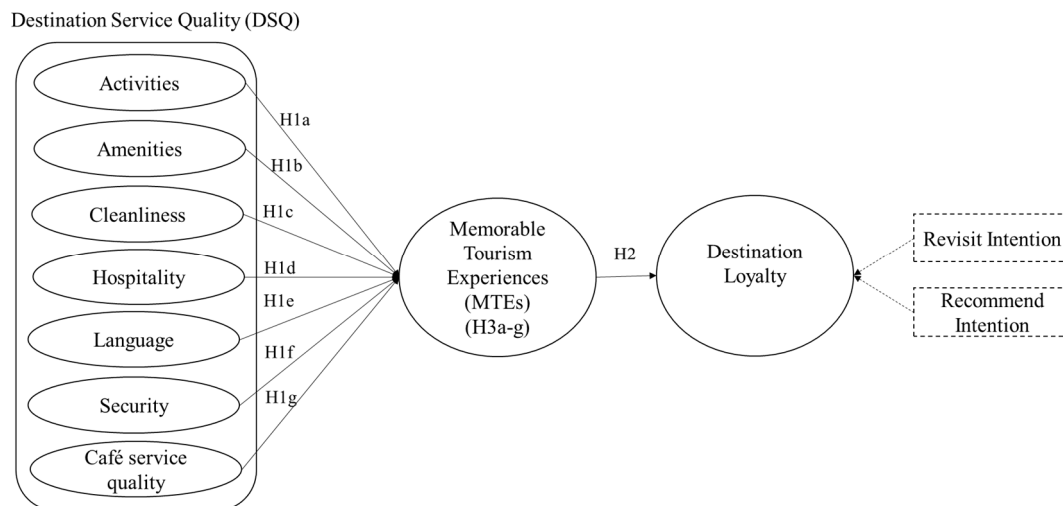 Destination Service Quality (DSQ)
Activities
Amenities
Cleanliness
Hospitality
Language
Security
Café service
quality
H1a
H1b
H1c
H1d
H1e
H1f
H1g
Memorable
Tourism
Experiences
(MTEs)
(H3a-g)
H2
Destination
Loyalty
Revisit Intention
Recommend
Intention